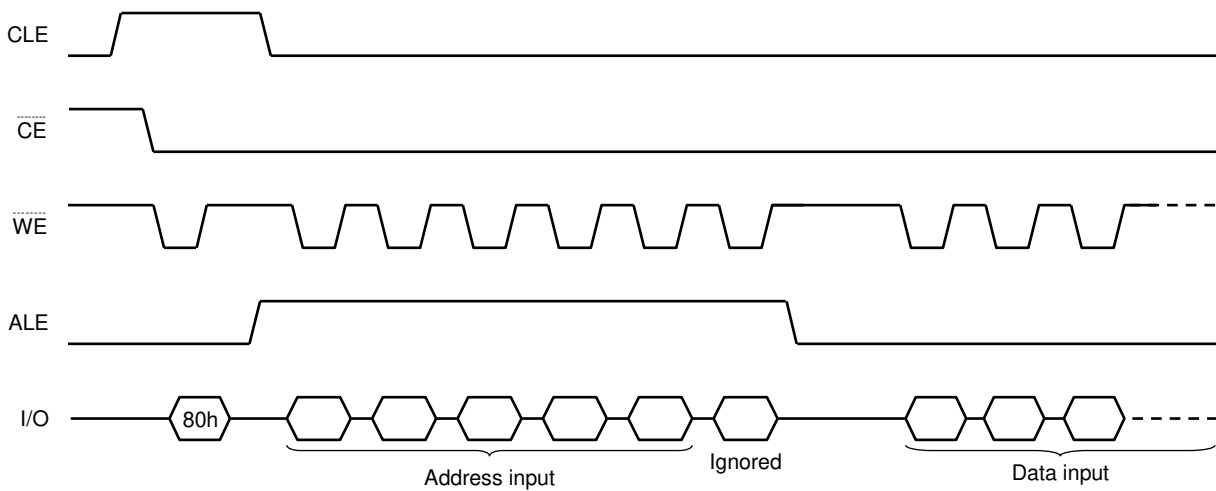 CLE
CE
WE
ALE
I/O
80h
Address input
Ignored
Data input